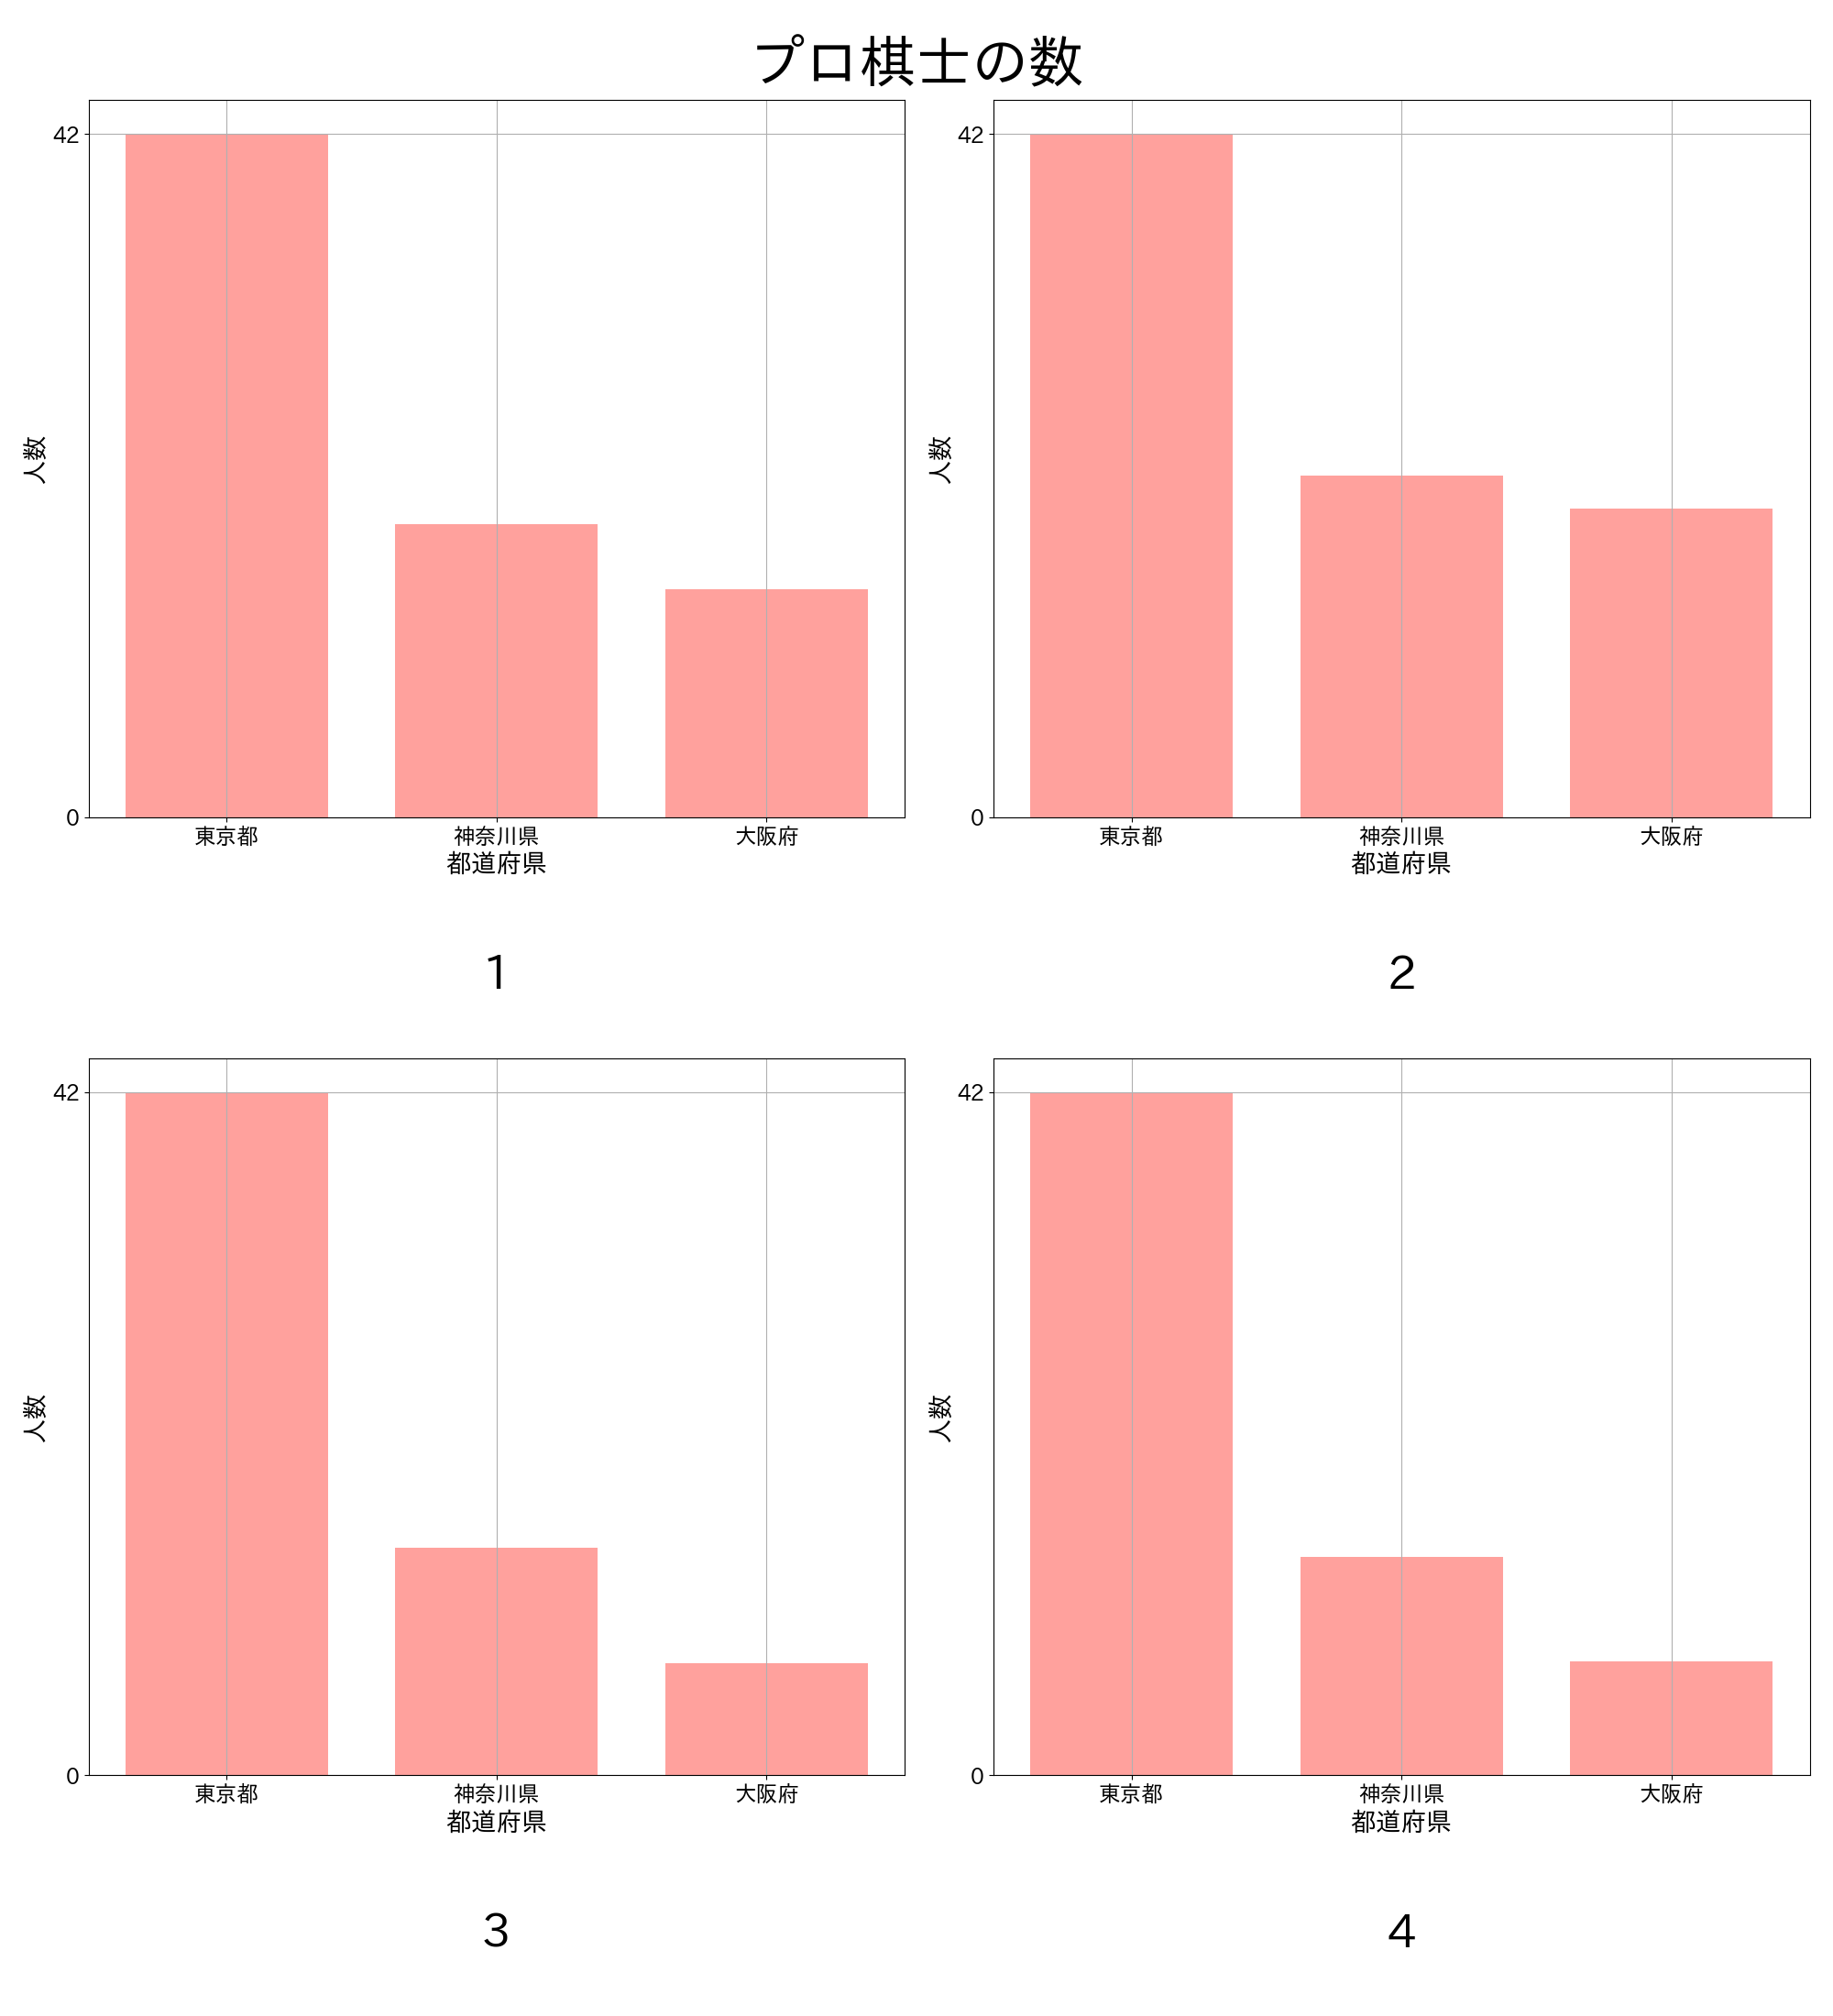 プロ棋士の数
42
0
人数
東京都 神奈川県 大阪府
都道府県
1
42
0
人数
東京都 神奈川県 大阪府
都道府県
2
42
0
人数
東京都 神奈川県 大阪府
都道府県
3
42
0
人数
東京都 神奈川県 大阪府
都道府県
4